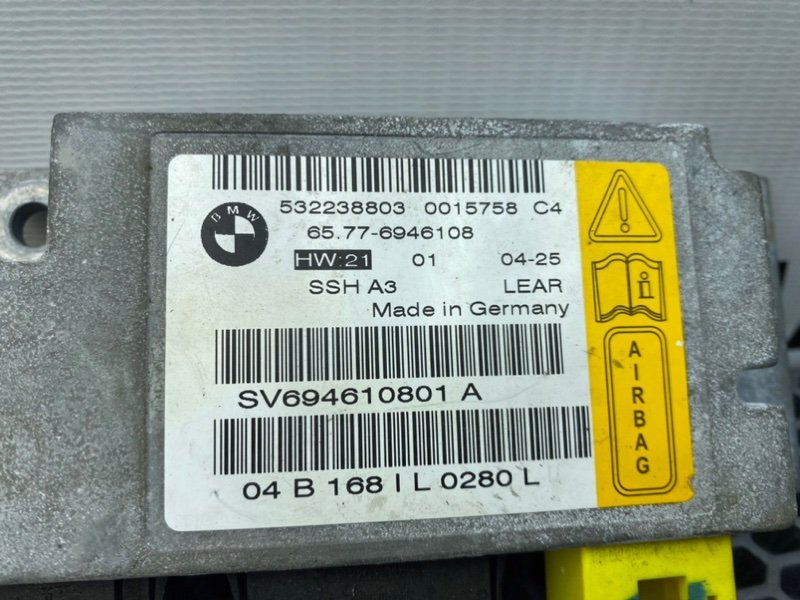 BMW
532238803 0015758 C4
65.77-6946108
HW:21 01 04-25
SSH A3 LEAR
Made in Germany
SV694610801 A
04 B 168 I L 0280 L
i
AIRBAG